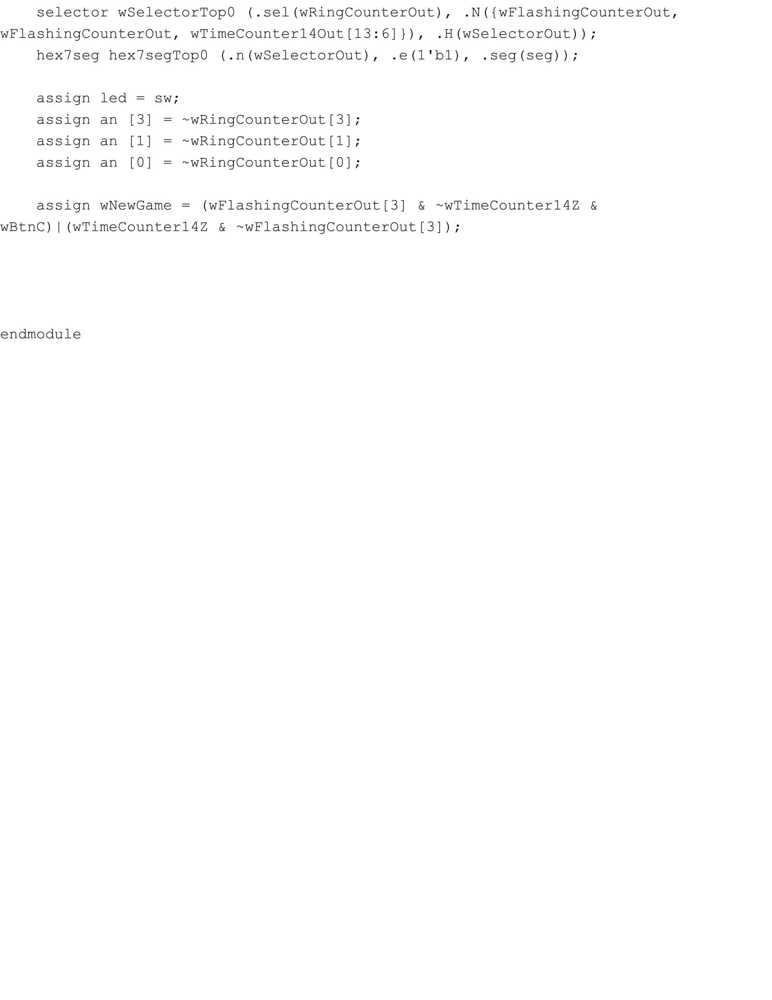 selector wSelectorTop0 (.sel(wRingCounterOut), .N({wFlashingCounterOut,
wFlashingCounterOut, wTimeCounter14Out[13:6]}), .H(wSelectorOut));
    hex7seg hex7segTop0 (.n(wSelectorOut), .e(1'b1), .seg(seg));

    assign led = sw;
    assign an [3] = ~wRingCounterOut[3];
    assign an [1] = ~wRingCounterOut[1];
    assign an [0] = ~wRingCounterOut[0];

    assign wNewGame = (wFlashingCounterOut[3] & ~wTimeCounter14Z &
wBtnC)|(wTimeCounter14Z & ~wFlashingCounterOut[3]);

endmodule